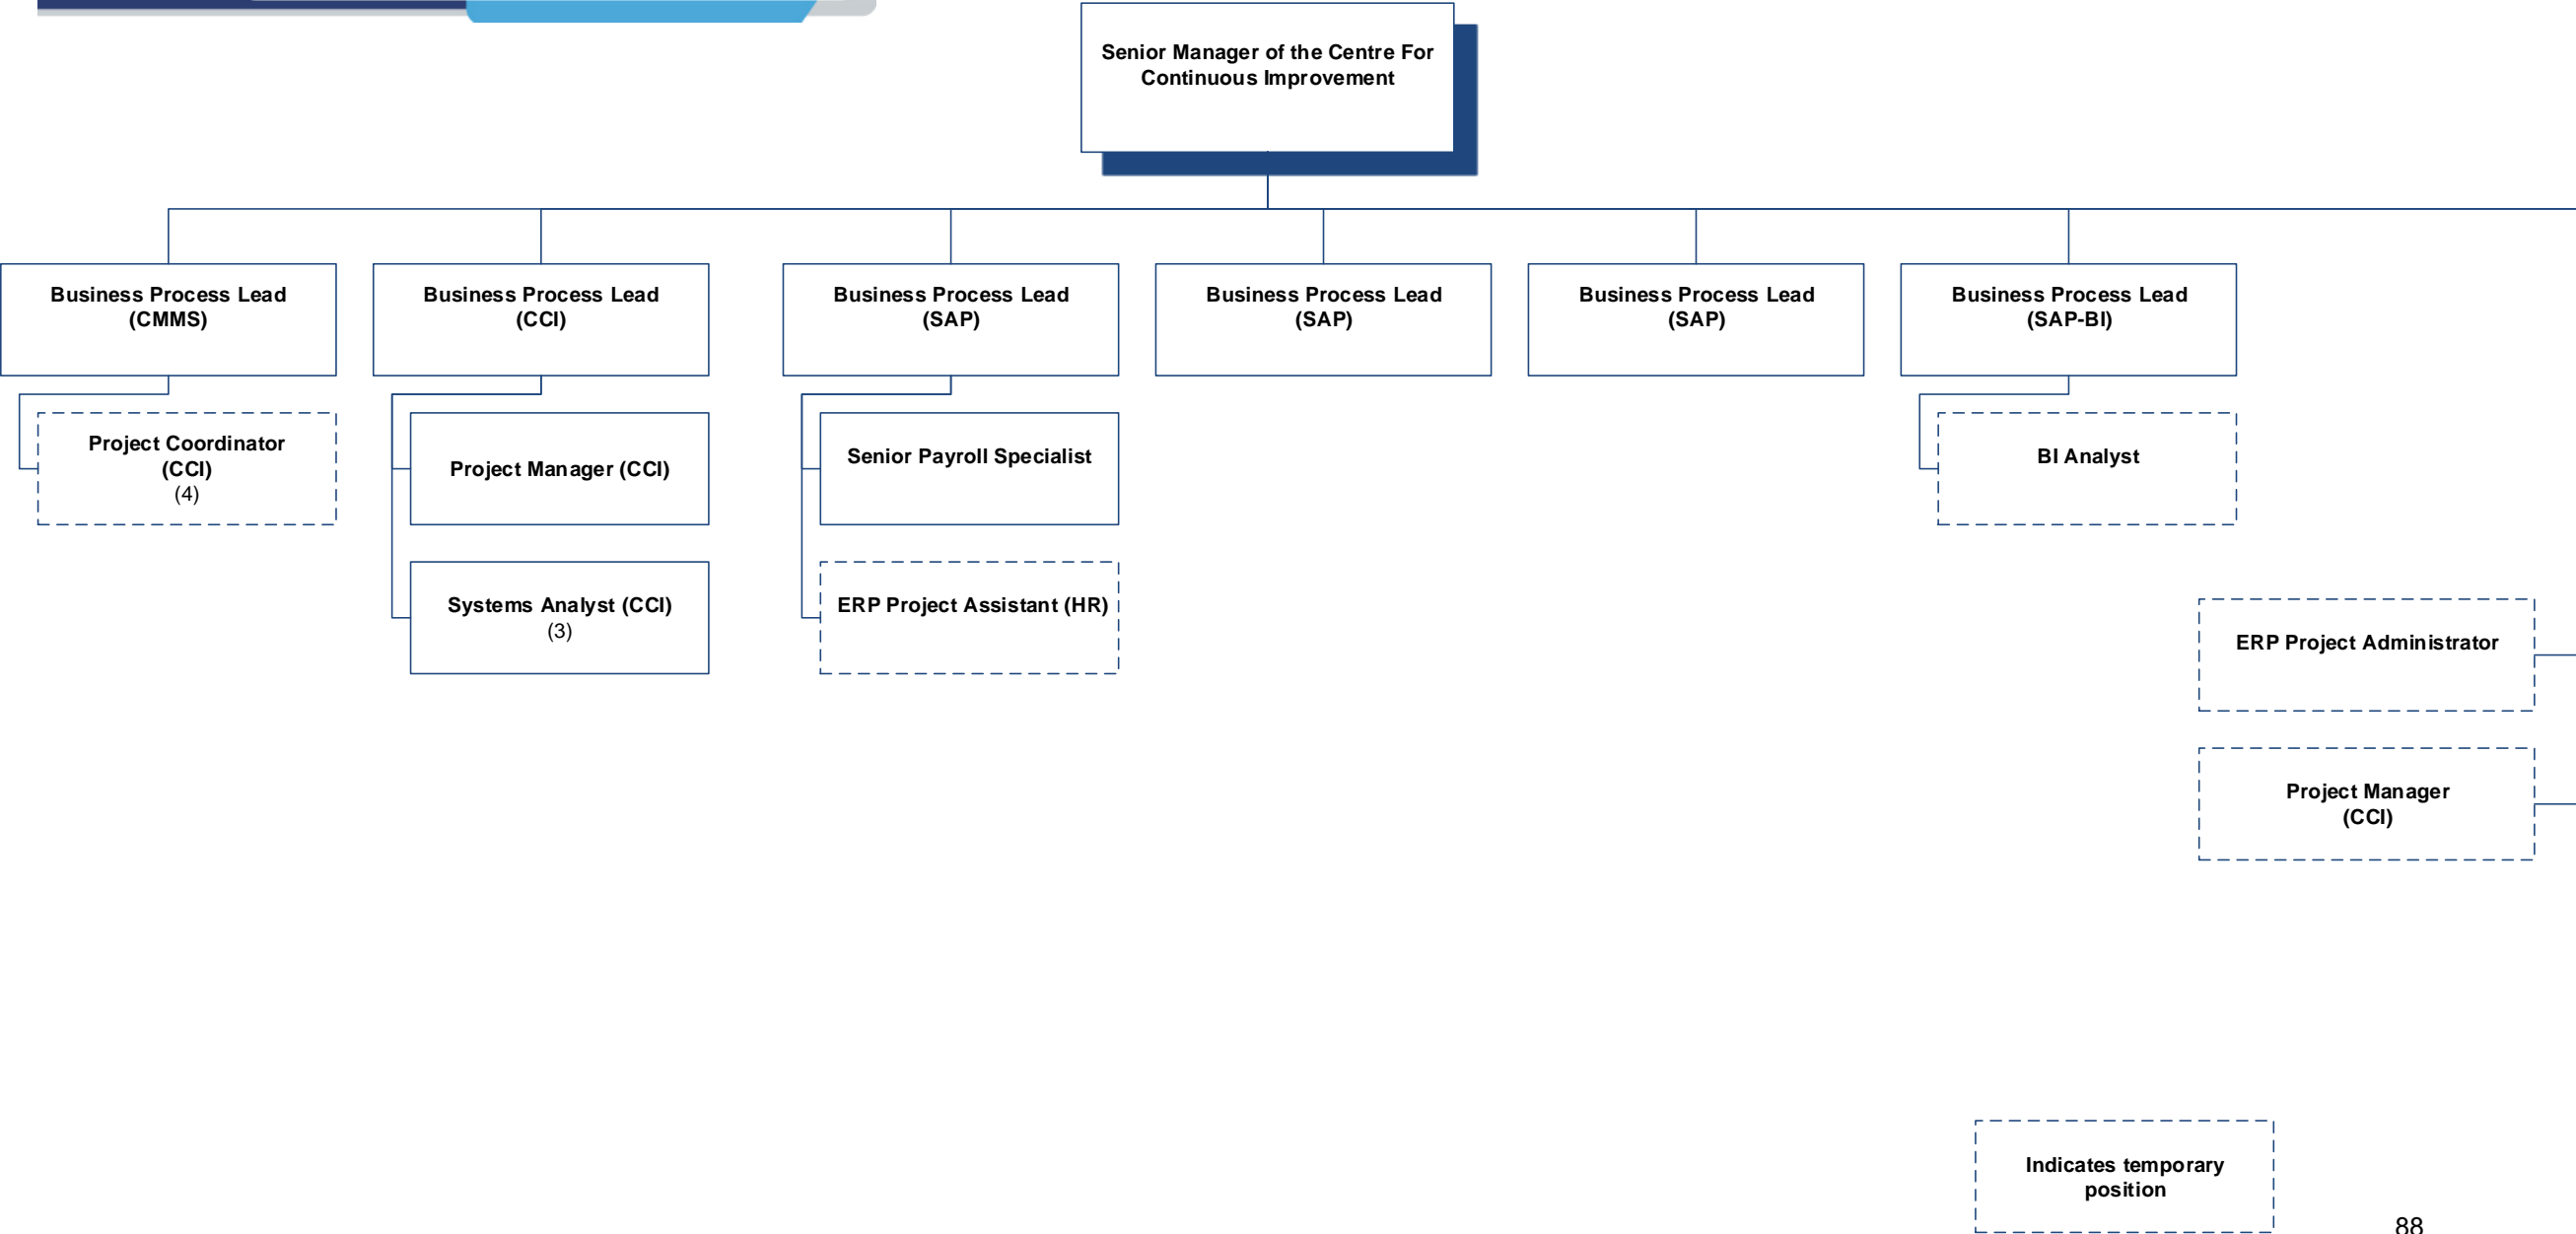 Senior Manager of the Centre For
Continuous Improvement
Business Process Lead
(CMMS)
Business Process Lead
(CCI)
Business Process Lead
(SAP)
Business Process Lead
(SAP)
Business Process Lead
(SAP)
Business Process Lead
(SAP-BI)
Project Coordinator
(CCI)
(4)
Project Manager (CCI)
Senior Payroll Specialist
BI Analyst
Systems Analyst (CCI)
(3)
ERP Project Assistant (HR)
ERP Project Administrator
Project Manager
(CCI)
Indicates temporary
position
88